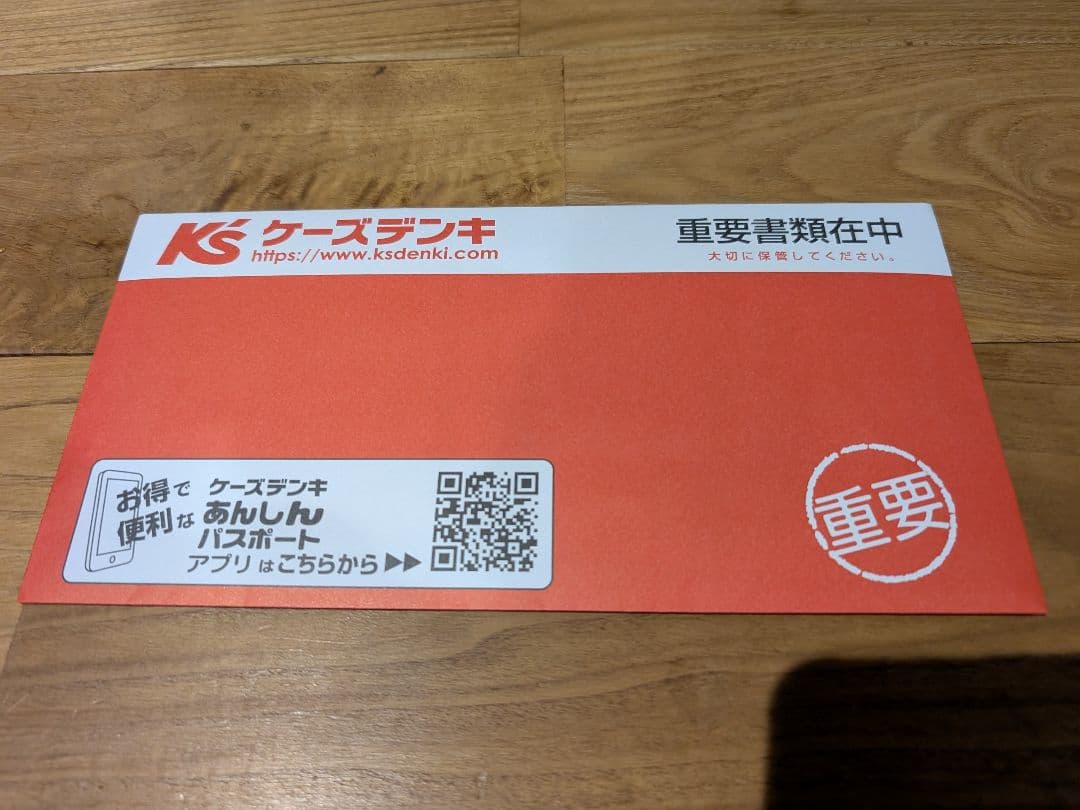 K's ケーズデンキ
https://www.ksdenki.com
重要書類在中
大切に保管してください。
お得で
便利な
ケーズデンキ
あんしん
パスポート
アプリはこちらから▶▶
重要